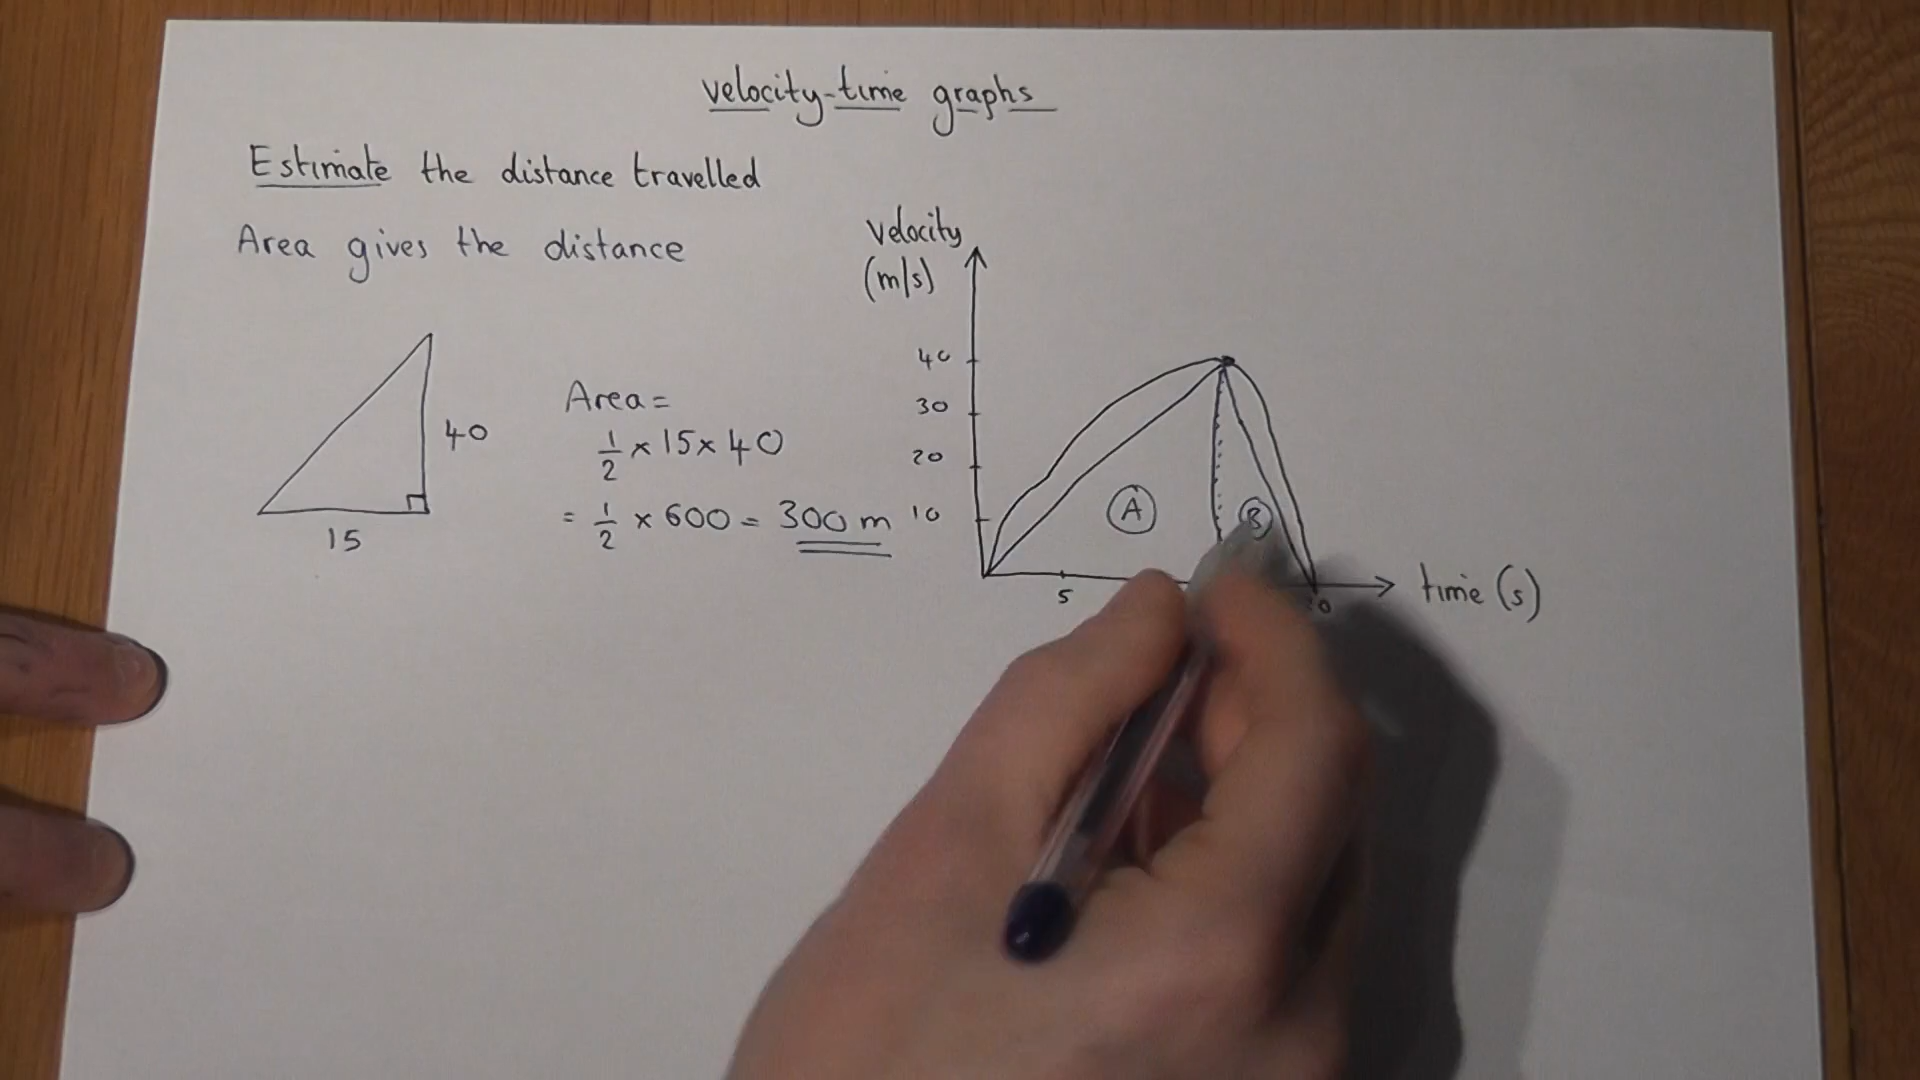 velocity-time graphs
Estimate the distance travelled
Area gives the distance
40
15
Area =
1/2 × 15 × 40
= 1/2 × 600 = 300 m
velocity
(m/s)
40
30
20
10
A
B
5
time (s)